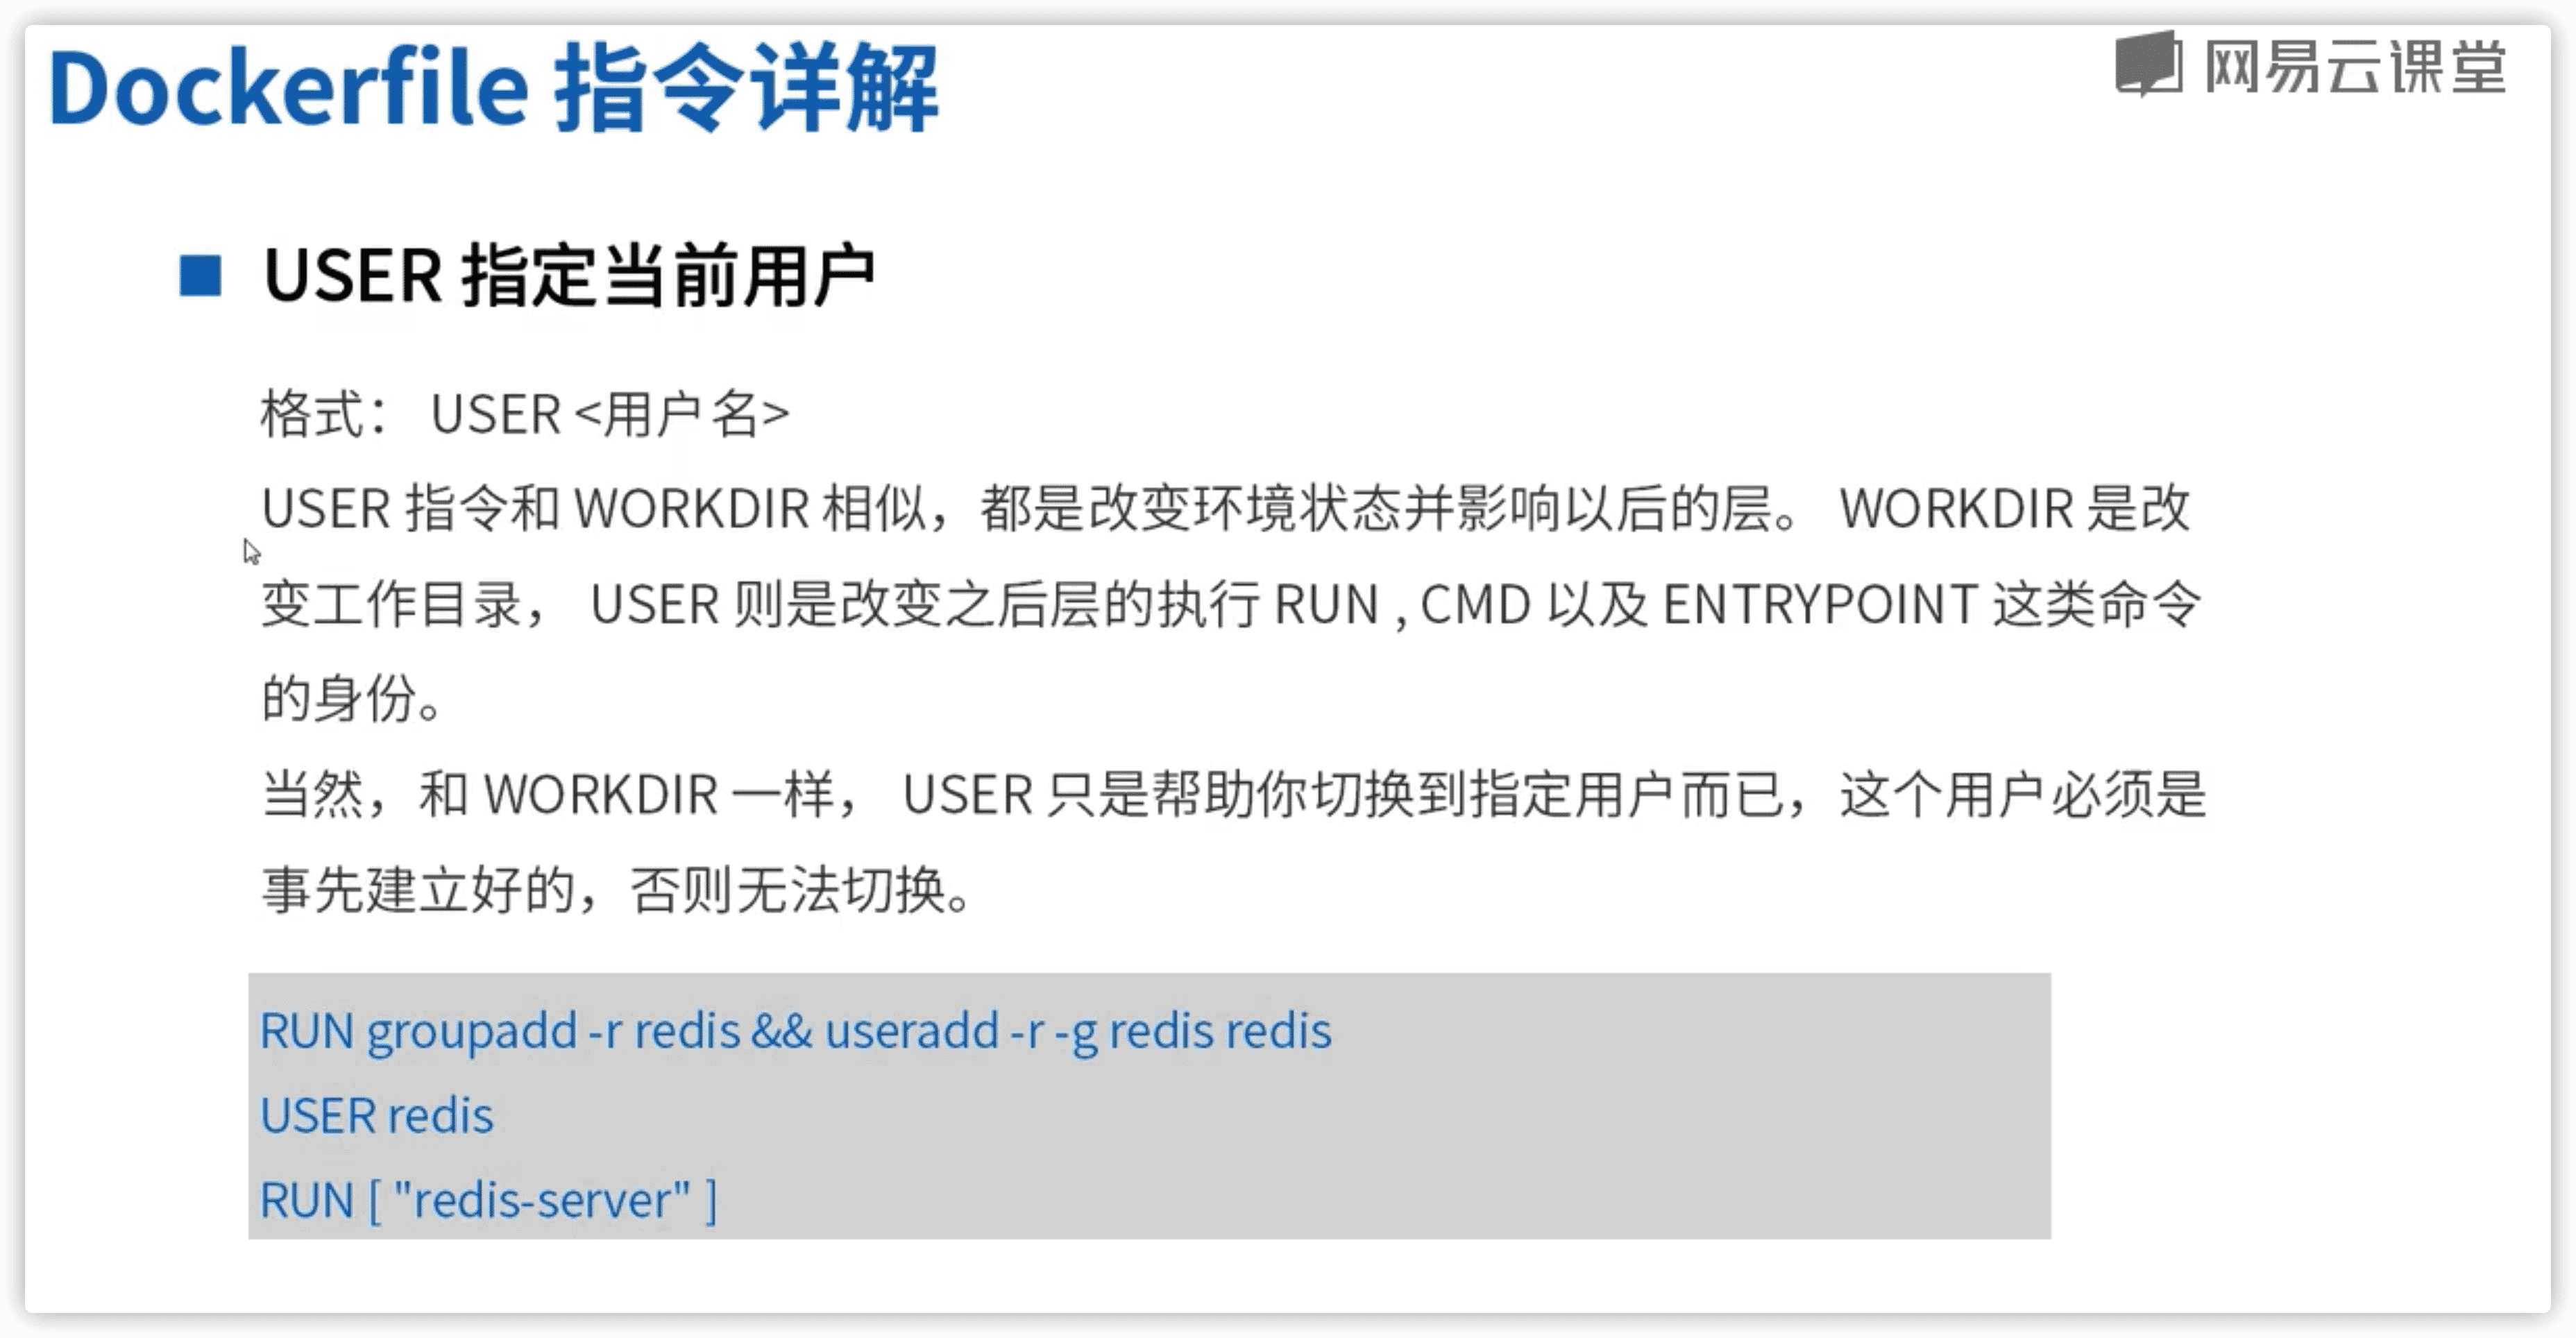 Dockerfile 指令详解
网易云课堂
USER 指定当前用户
格式： USER <用户名>
USER 指令和 WORKDIR 相似，都是改变环境状态并影响以后的层。 WORKDIR 是改
变工作目录， USER 则是改变之后层的执行 RUN , CMD 以及 ENTRYPOINT 这类命令
的身份。
当然，和 WORKDIR 一样， USER 只是帮助你切换到指定用户而已，这个用户必须是
事先建立好的，否则无法切换。
RUN groupadd -r redis && useradd -r -g redis redis
USER redis
RUN [ "redis-server" ]